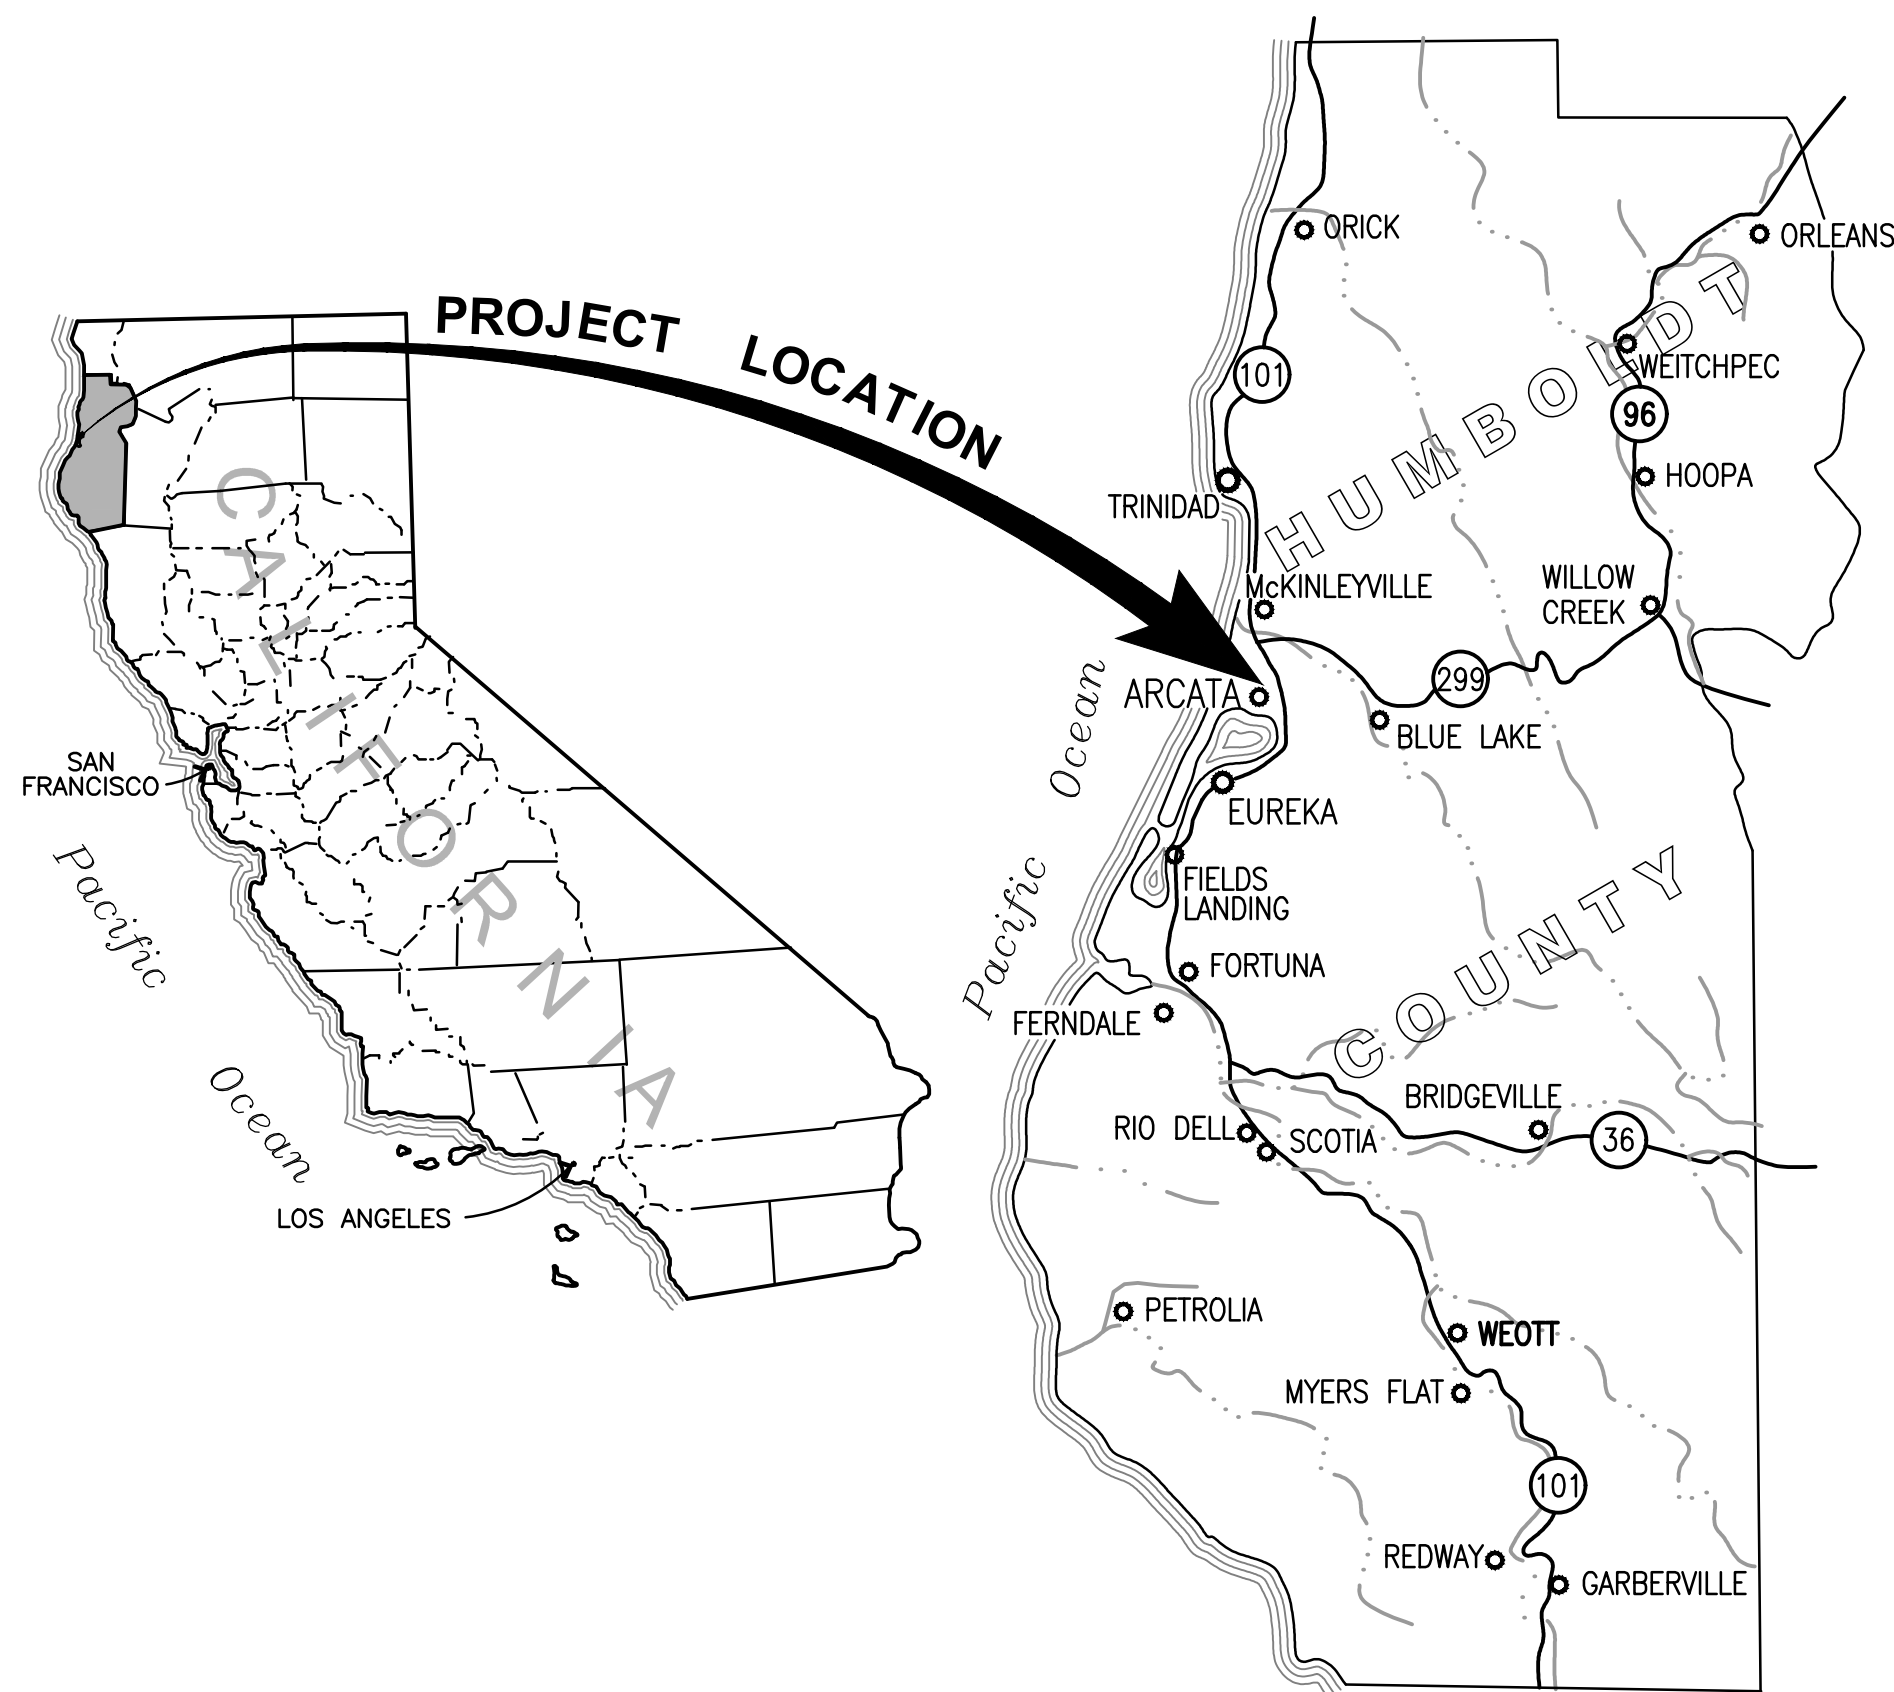 PROJECT LOCATION
CALIFORNIA
SAN
FRANCISCO
Pacific
Ocean
LOS ANGELES
HUMBOLDT
COUNTY
Pacific Ocean
ORICK
ORLEANS
101
WEITCHPEC
96
HOOPA
TRINIDAD
McKINLEYVILLE
WILLOW
CREEK
299
ARCATA
BLUE LAKE
EUREKA
FIELDS
LANDING
FORTUNA
FERNDALE
BRIDGEVILLE
RIO DELL
SCOTIA
36
PETROLIA
WEOTT
MYERS FLAT
101
REDWAY
GARBERVILLE